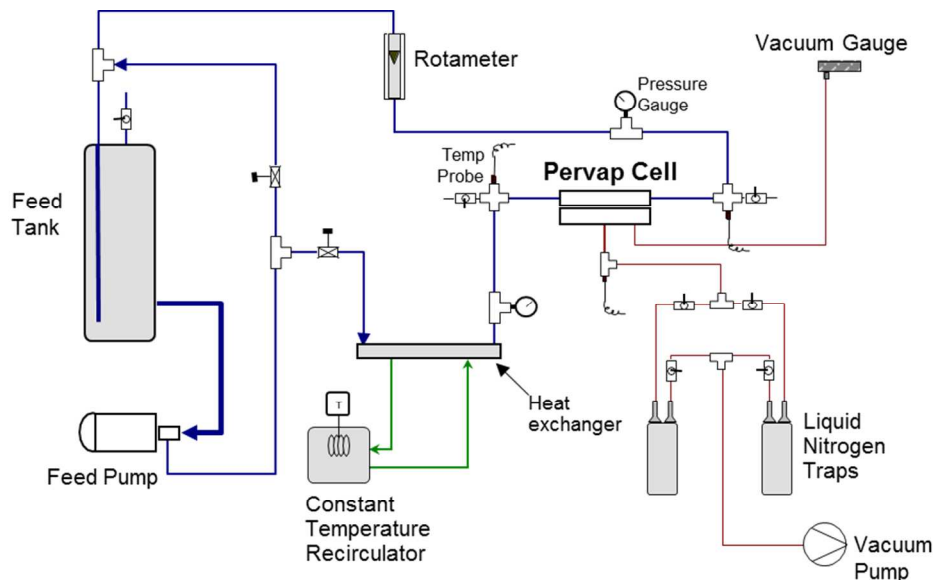 Rotameter
Vacuum Gauge
Pressure
Gauge
Temp
Probe
Pervap Cell
Feed
Tank
Heat
exchanger
T
Liquid
Nitrogen
Traps
Feed Pump
Constant
Temperature
Recirculator
Vacuum
Pump